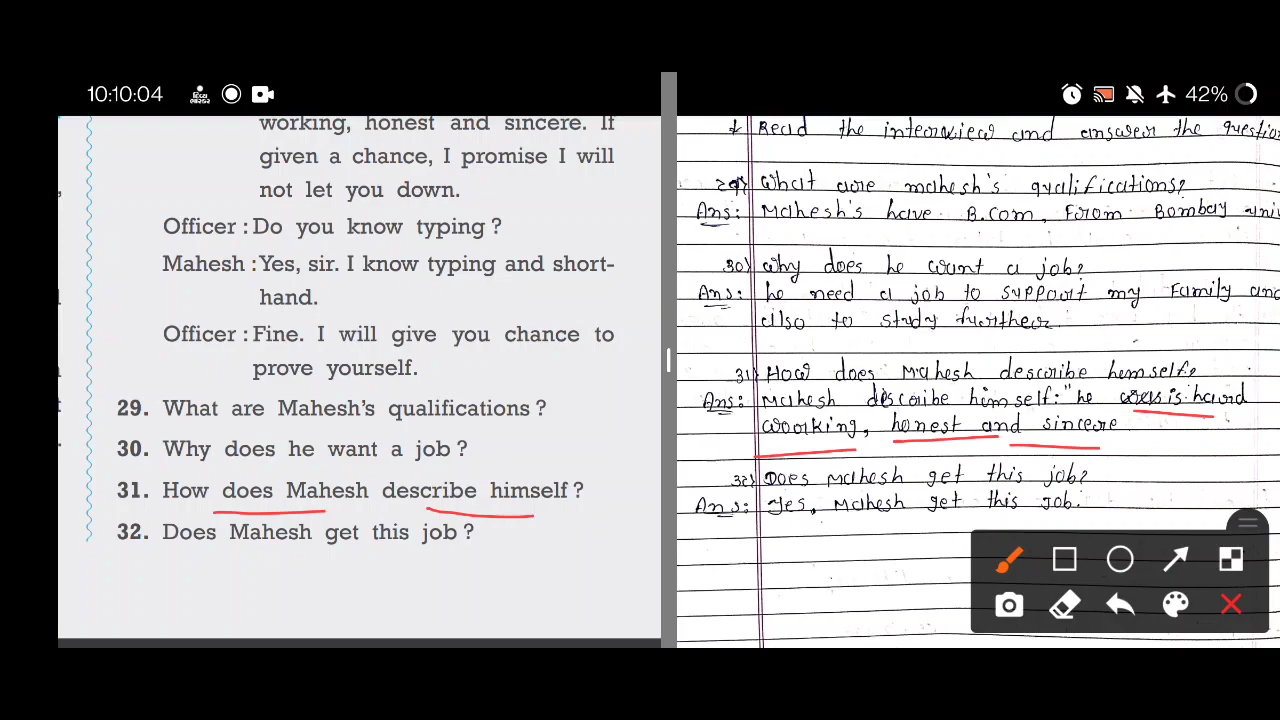 10:10:04
42%
working, honest and sincere. If
given a chance, I promise I will
not let you down.
Officer : Do you know typing ?
Mahesh : Yes, sir. I know typing and short-
hand.
Officer : Fine. I will give you chance to
prove yourself.
29. What are Mahesh's qualifications ?
30. Why does he want a job ?
31. How does Mahesh describe himself ?
32. Does Mahesh get this job ?
Read the interview and answer the
29) What are mahesh's qualifications?
Ans: Mahesh's have B.com, From Bombay
30) Why does he want a job?
Ans: he need a job to support my Family
also to study further.
31) How does Mahesh describe hemself?
Ans: Mahesh describe himself: "he is hard
working, honest and sincere
32) Does mahesh get this job?
Ans: Yes, Mahesh get this job.